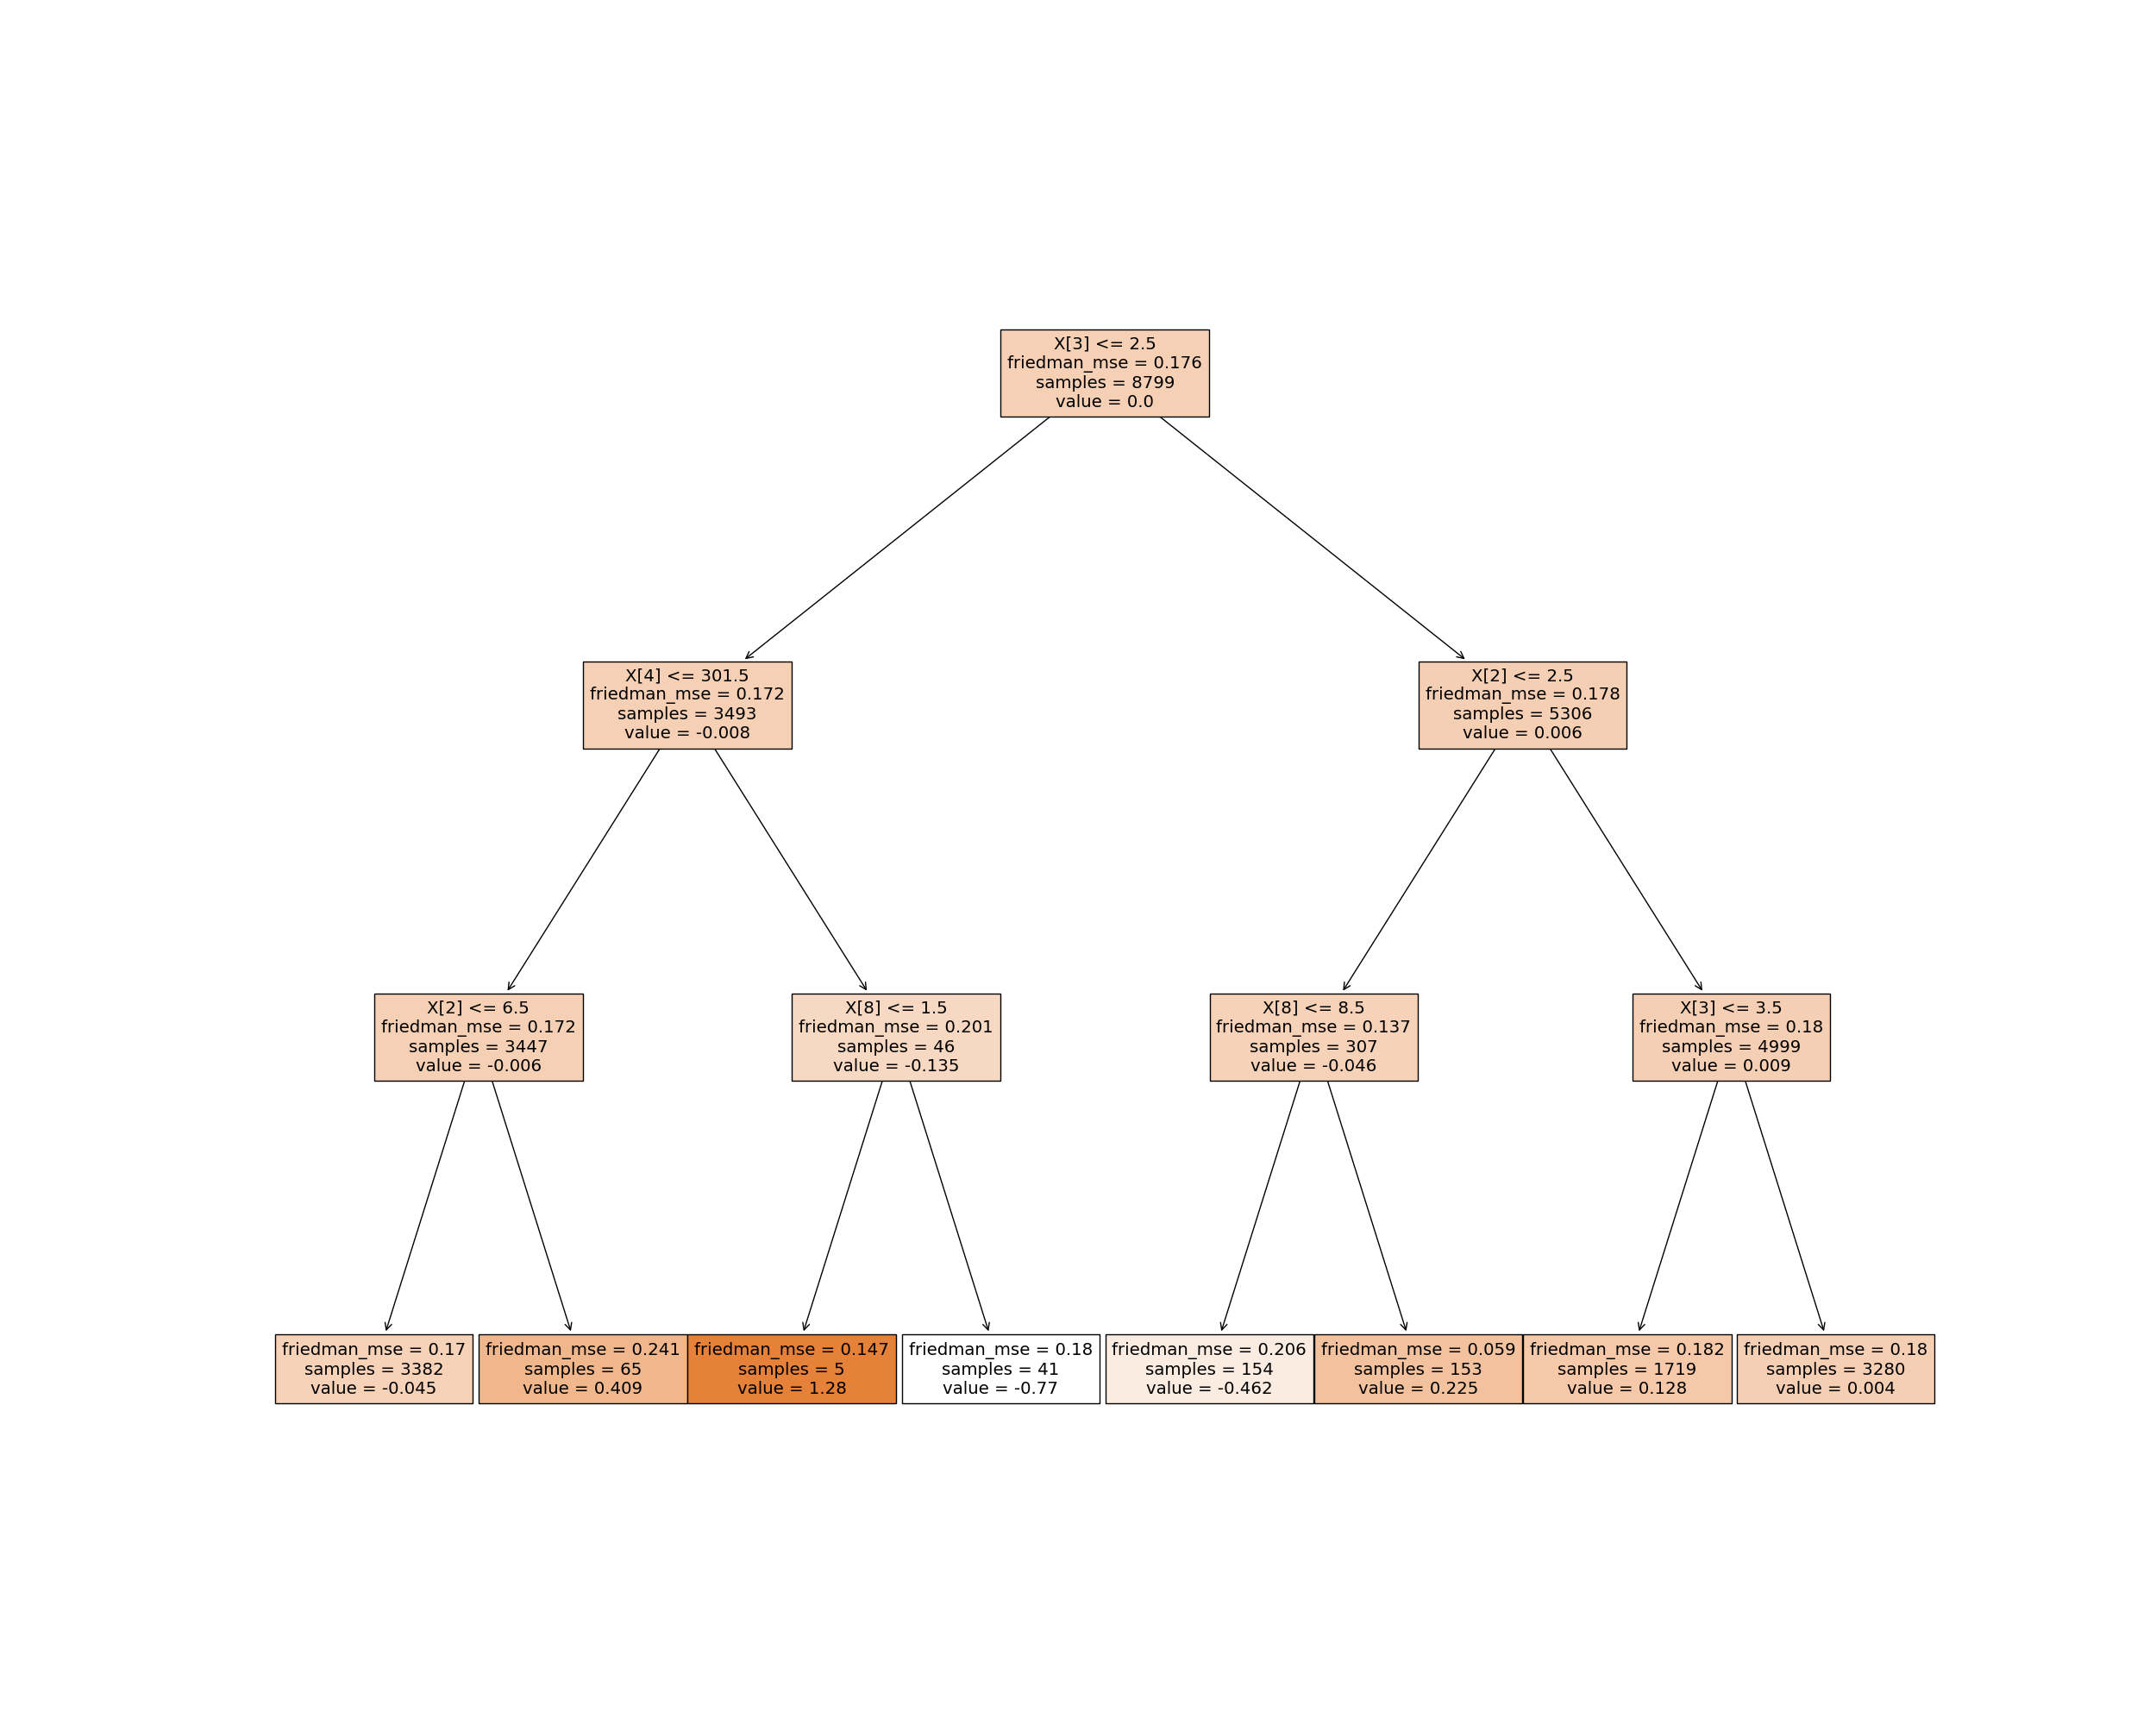 X[3] <= 2.5
friedman_mse = 0.176
samples = 8799
value = 0.0
X[4] <= 301.5
friedman_mse = 0.172
samples = 3493
value = -0.008
X[2] <= 2.5
friedman_mse = 0.178
samples = 5306
value = 0.006
X[2] <= 6.5
friedman_mse = 0.172
samples = 3447
value = -0.006
X[8] <= 1.5
friedman_mse = 0.201
samples = 46
value = -0.135
X[8] <= 8.5
friedman_mse = 0.137
samples = 307
value = -0.046
X[3] <= 3.5
friedman_mse = 0.18
samples = 4999
value = 0.009
friedman_mse = 0.17
samples = 3382
value = -0.045
friedman_mse = 0.241
samples = 65
value = 0.409
friedman_mse = 0.147
samples = 5
value = 1.28
friedman_mse = 0.18
samples = 41
value = -0.77
friedman_mse = 0.206
samples = 154
value = -0.462
friedman_mse = 0.059
samples = 153
value = 0.225
friedman_mse = 0.182
samples = 1719
value = 0.128
friedman_mse = 0.18
samples = 3280
value = 0.004